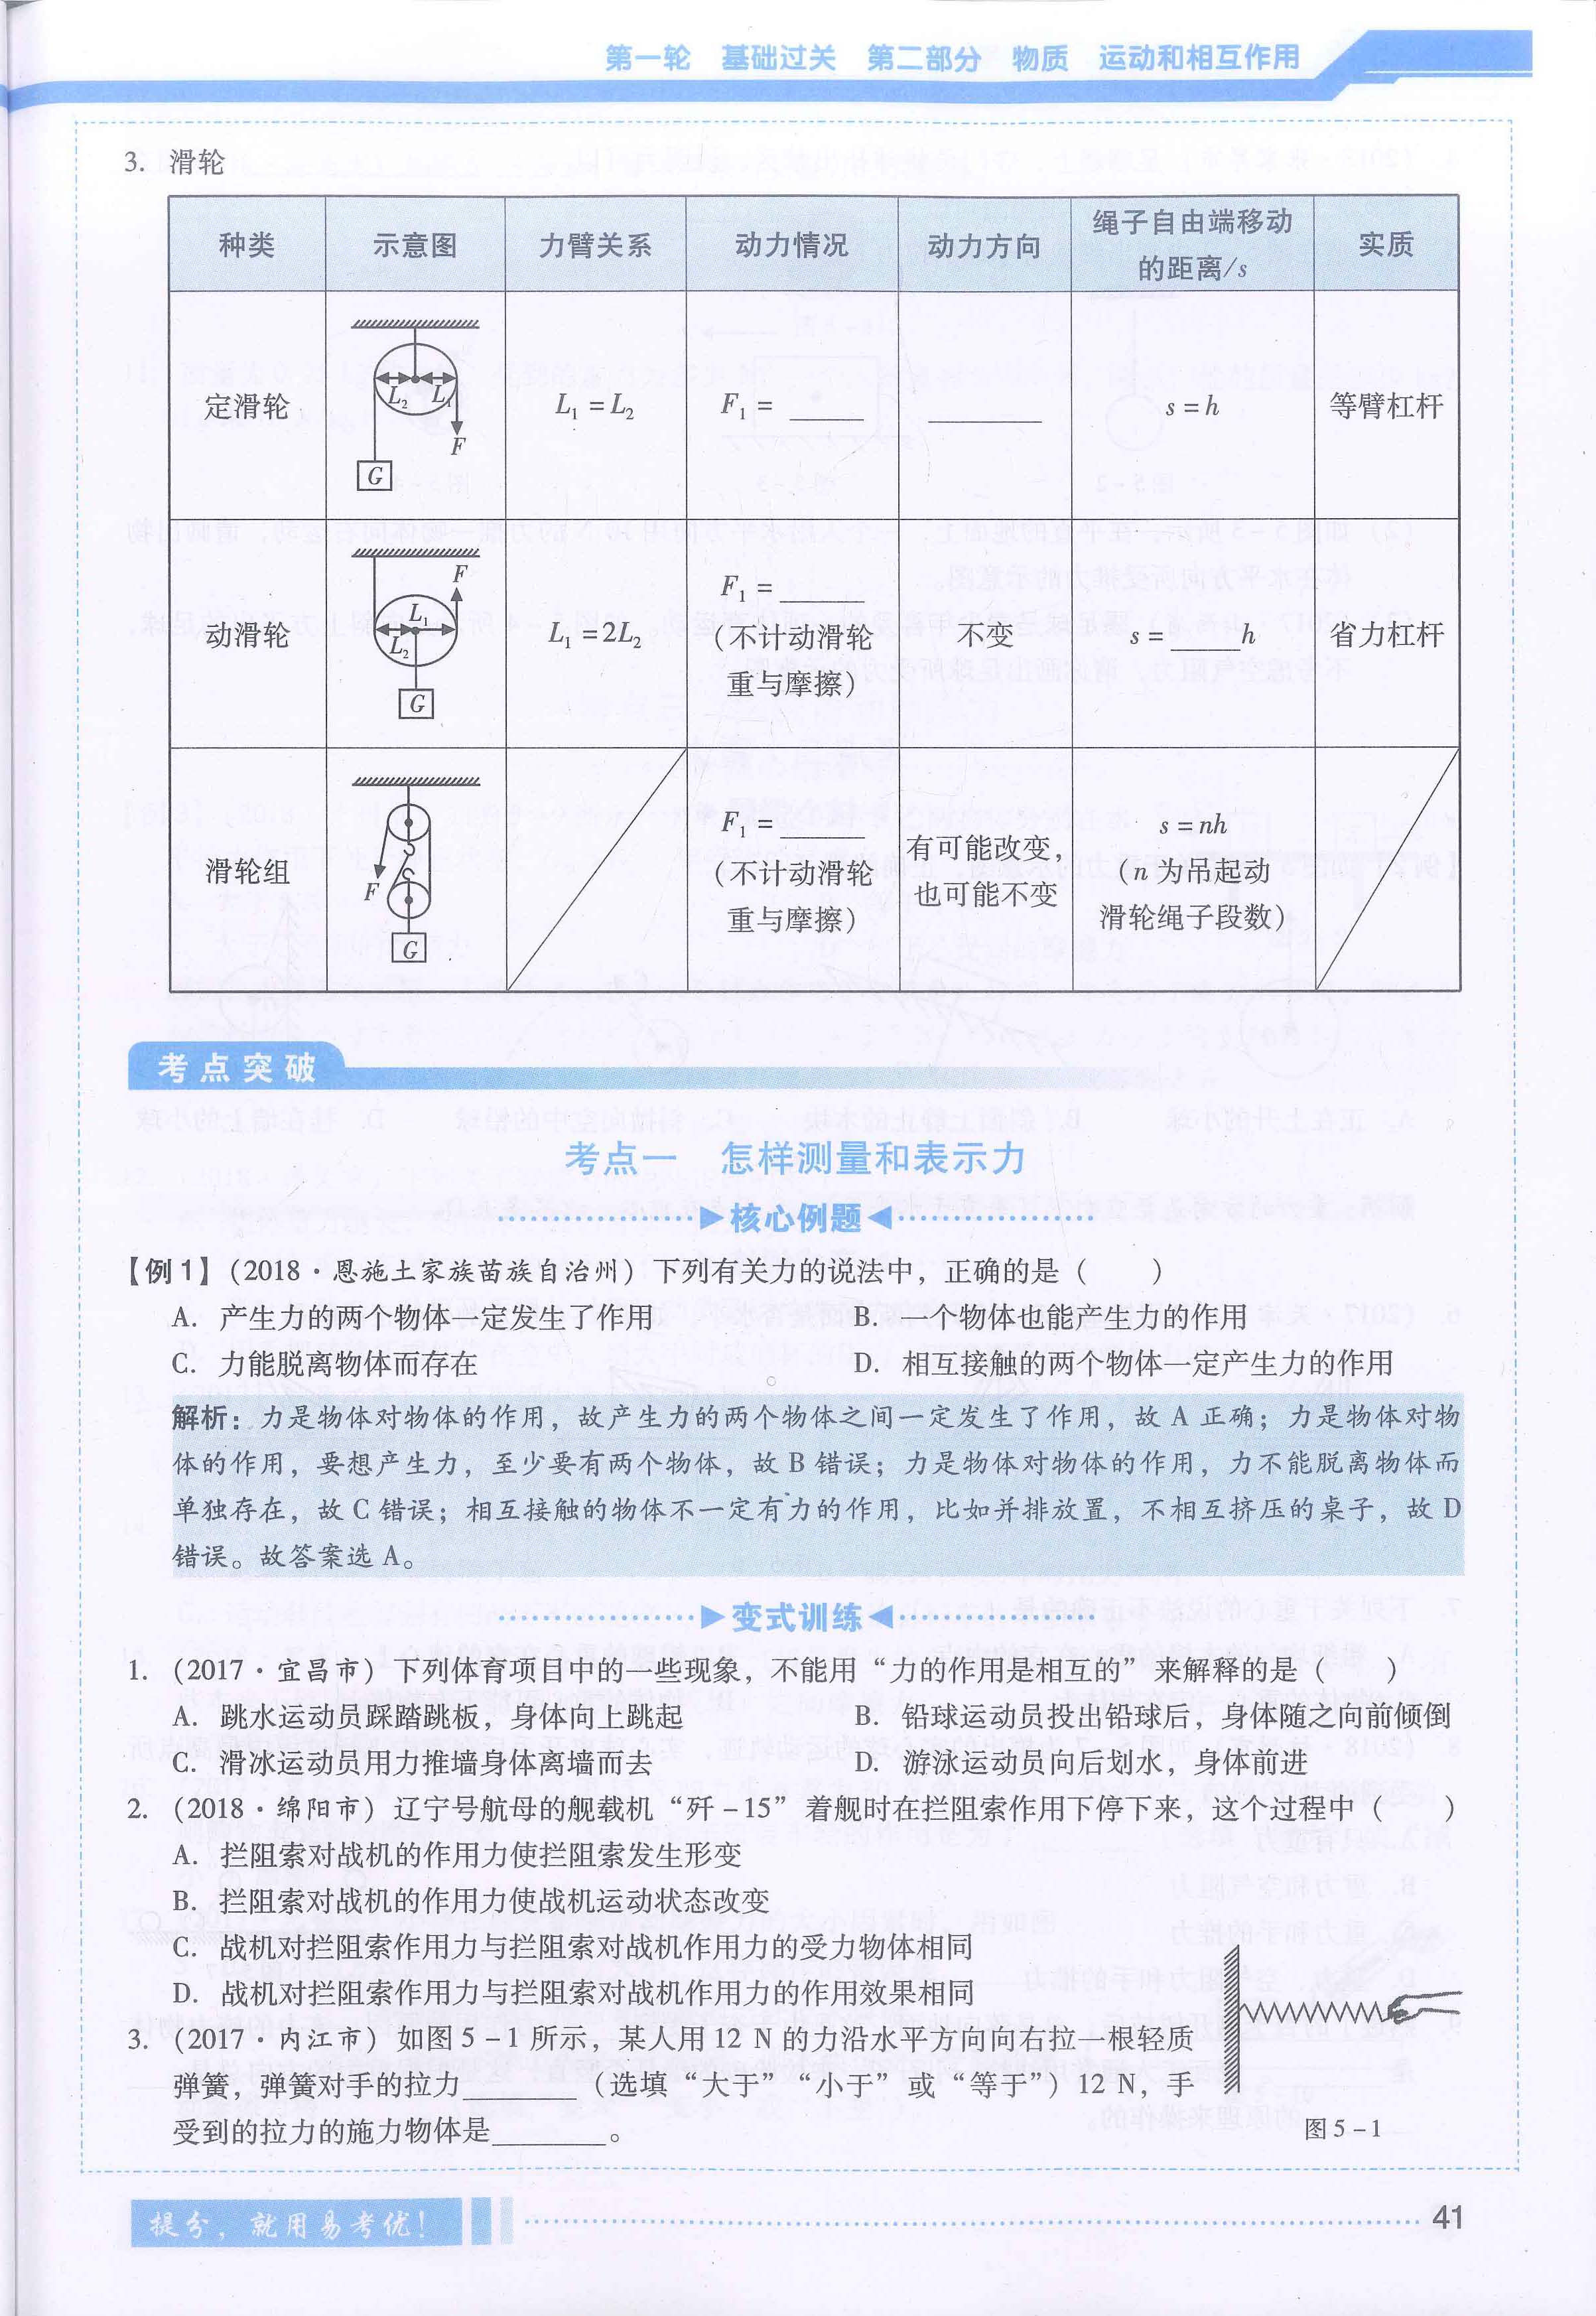 第一轮 基础过关 第二部分 物质 运动和相互作用
3. 滑轮
种类 示意图 力臂关系 动力情况 动力方向 绳子自由端移动的距离/s 实质
定滑轮 L₂ L₁ F G L₁=L₂ F₁=______ ______ s=h 等臂杠杆
动滑轮 F L₁ L₂ G L₁=2L₂ F₁=______(不计动滑轮重与摩擦) 不变 s=______h 省力杠杆
滑轮组 F G F₁=______(不计动滑轮重与摩擦) 有可能改变，也可能不变 s=nh(n为吊起动滑轮绳子段数)
考点突破
考点一 怎样测量和表示力
核心例题
【例1】(2018·恩施土家族苗族自治州)下列有关力的说法中，正确的是( )
A. 产生力的两个物体一定发生了作用 B. 一个物体也能产生力的作用
C. 力能脱离物体而存在 D. 相互接触的两个物体一定产生力的作用
解析：力是物体对物体的作用，故产生力的两个物体之间一定发生了作用，故A正确；力是物体对物
体的作用，要想产生力，至少要有两个物体，故B错误；力是物体对物体的作用，力不能脱离物体而
单独存在，故C错误；相互接触的物体不一定有力的作用，比如并排放置，不相互挤压的桌子，故D
错误。故答案选A。
变式训练
1. (2017·宜昌市)下列体育项目中的一些现象，不能用“力的作用是相互的”来解释的是( )
A. 跳水运动员踩踏跳板，身体向上跳起 B. 铅球运动员投出铅球后，身体随之向前倾倒
C. 滑冰运动员用力推墙身体离墙而去 D. 游泳运动员向后划水，身体前进
2. (2018·绵阳市)辽宁号航母的舰载机“歼-15”着舰时在拦阻索作用下停下来，这个过程中( )
A. 拦阻索对战机的作用力使拦阻索发生形变
B. 拦阻索对战机的作用力使战机运动状态改变
C. 战机对拦阻索作用力与拦阻索对战机作用力的受力物体相同
D. 战机对拦阻索作用力与拦阻索对战机作用力的作用效果相同
3. (2017·内江市)如图5-1所示，某人用12 N的力沿水平方向向右拉一根轻质
弹簧，弹簧对手的拉力________(选填“大于”“小于”或“等于”)12 N，手
受到的拉力的施力物体是________。
图5-1
提分，就用易考优！
41